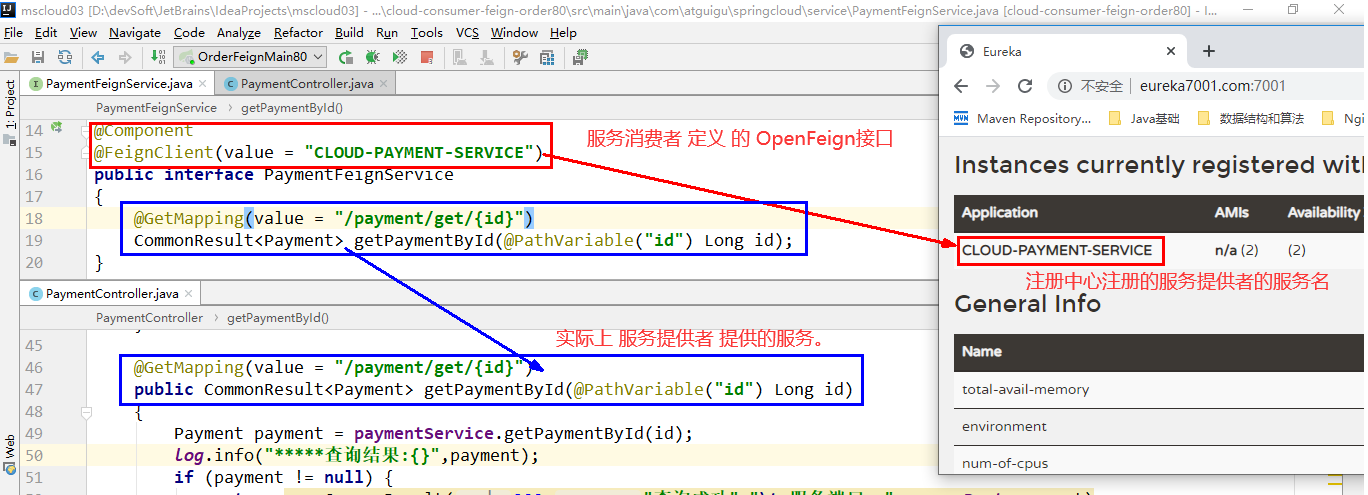 mscloud03 [D:\devSoft\JetBrains\IdeaProjects\mscloud03] - ...\cloud-consumer-feign-order80\src\main\java\com\atguigu\springcloud\service\PaymentFeignService.java [cloud-consumer-feign-order80] - I...
File Edit View Navigate Code Analyze Refactor Build Run Tools VCS Window Help
OrderFeignMain80
PaymentFeignService.java PaymentController.java
PaymentFeignService › getPaymentById()
1: Project
14 @Component
15 @FeignClient(value = "CLOUD-PAYMENT-SERVICE")
16 public interface PaymentFeignService
17 {
18 @GetMapping(value = "/payment/get/{id}")
19 CommonResult<Payment> getPaymentById(@PathVariable("id") Long id);
20 }
服务消费者 定义 的 OpenFeign接口
PaymentController.java
PaymentController › getPaymentById()
实际上 服务提供者 提供的服务。
45 }
46 @GetMapping(value = "/payment/get/{id}")
47 public CommonResult<Payment> getPaymentById(@PathVariable("id") Long id)
48 {
49 Payment payment = paymentService.getPaymentById(id);
50 log.info("*****查询结果:{}",payment);
51 if (payment != null) {
Web
Eureka
不安全 | eureka7001.com:7001
Maven Repository... Java基础 数据结构和算法 Ngi
Instances currently registered with
Application AMIs Availability
CLOUD-PAYMENT-SERVICE n/a (2) (2)
注册中心注册的服务提供者的服务名
General Info
Name
total-avail-memory
environment
num-of-cpus